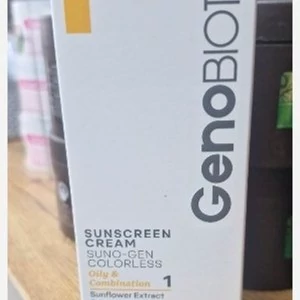 GenoBIOT
SUNSCREEN
CREAM
SUNO-GEN
COLORLESS
Oily &
Combination 1
Sunflower Extract